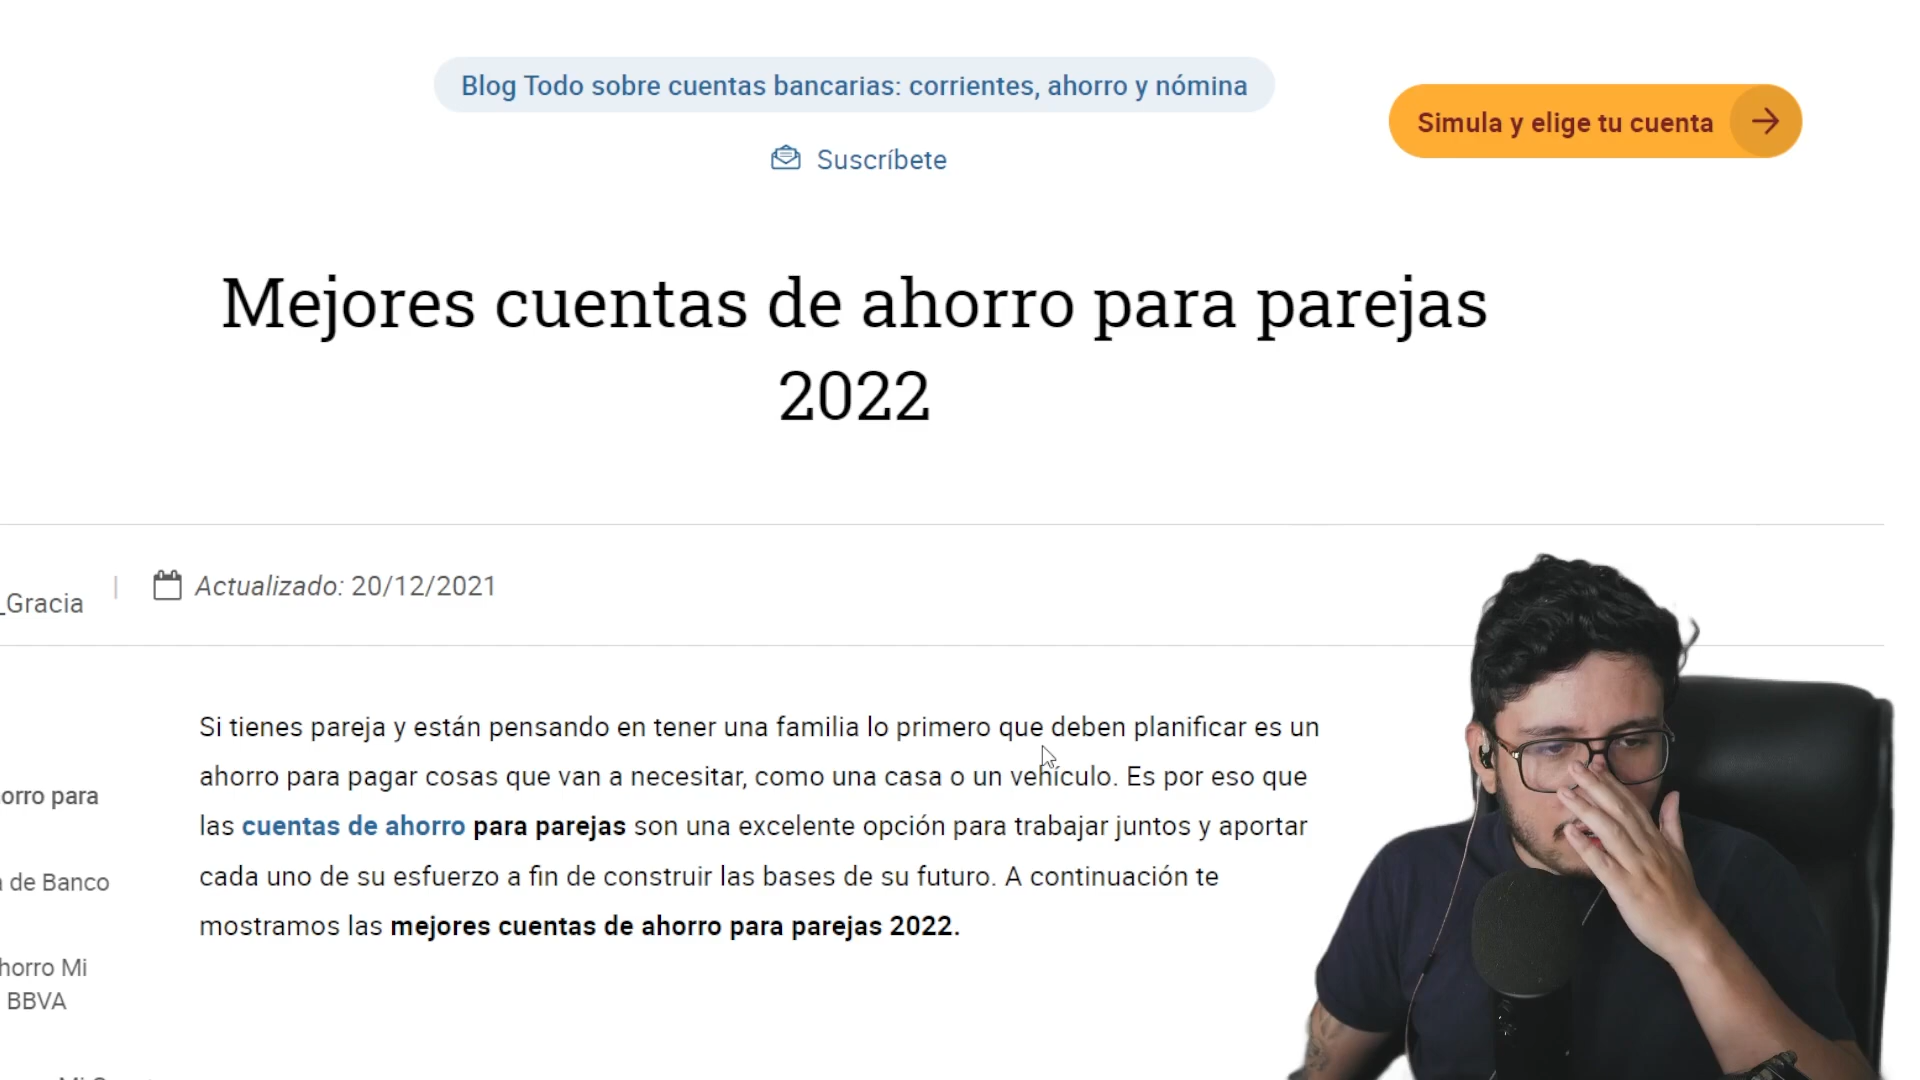 Blog Todo sobre cuentas bancarias: corrientes, ahorro y nómina
Simula y elige tu cuenta
Suscríbete
Mejores cuentas de ahorro para parejas
2022
_Gracia
Actualizado: 20/12/2021
Si tienes pareja y están pensando en tener una familia lo primero que deben planificar es un
ahorro para pagar cosas que van a necesitar, como una casa o un vehículo. Es por eso que
las cuentas de ahorro para parejas son una excelente opción para trabajar juntos y aportar
cada uno de su esfuerzo a fin de construir las bases de su futuro. A continuación te
mostramos las mejores cuentas de ahorro para parejas 2022.
orro para
de Banco
horro Mi
BBVA